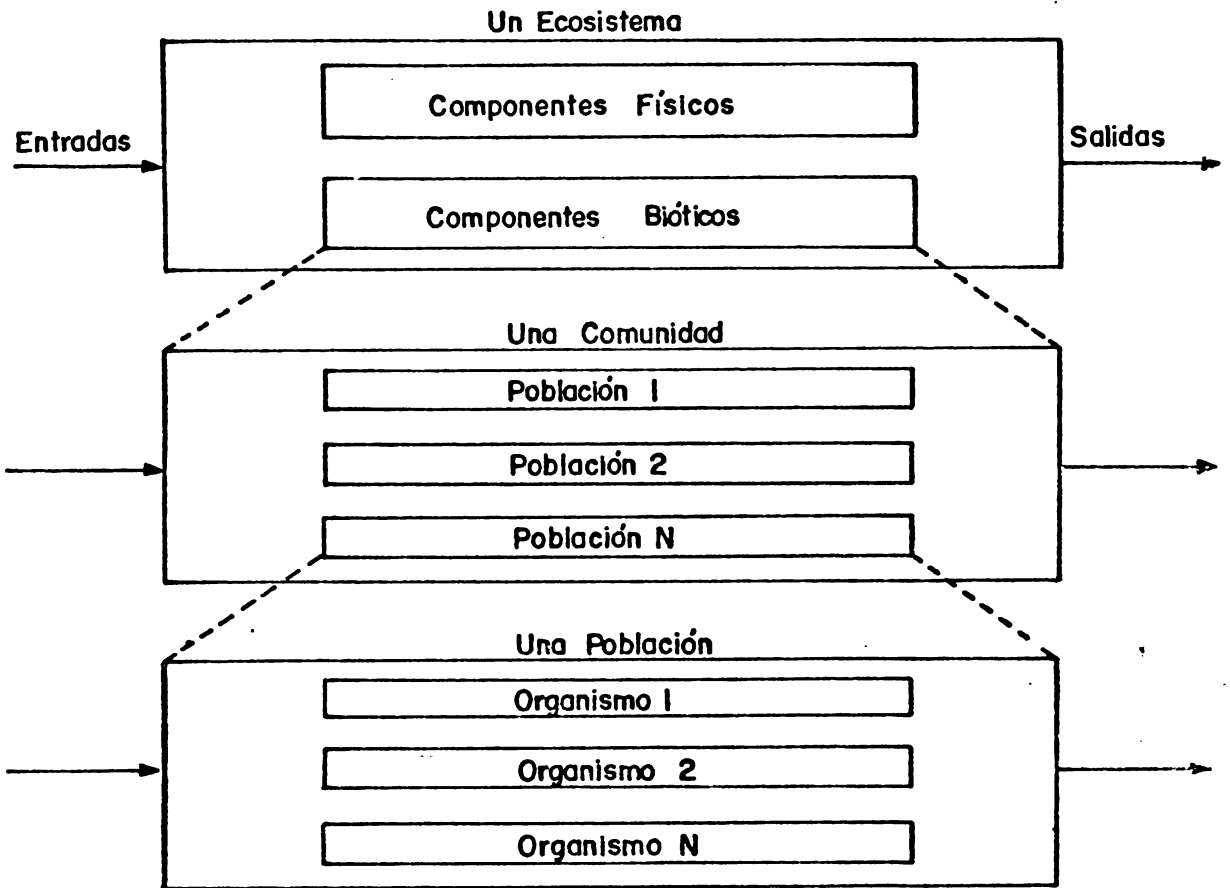 Un Ecosistema
Componentes Físicos
Entradas
Salidas
Componentes Bióticos
Una Comunidad
Población 1
Población 2
Población N
Una Población
Organismo 1
Organismo 2
Organismo N